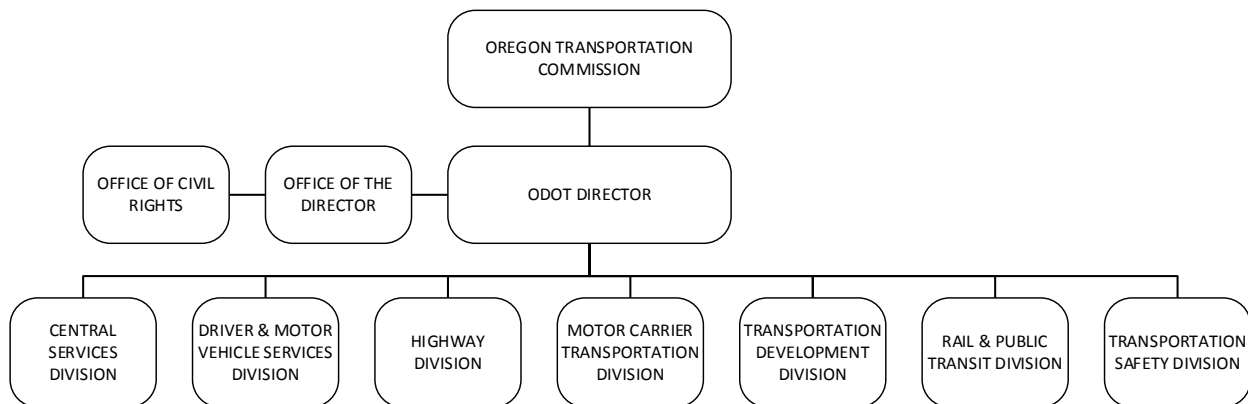 OREGON TRANSPORTATION
COMMISSION
OFFICE OF CIVIL
RIGHTS
OFFICE OF THE
DIRECTOR
ODOT DIRECTOR
CENTRAL
SERVICES
DIVISION
DRIVER & MOTOR
VEHICLE SERVICES
DIVISION
HIGHWAY
DIVISION
MOTOR CARRIER
TRANSPORTATION
DIVISION
TRANSPORTATION
DEVELOPMENT
DIVISION
RAIL & PUBLIC
TRANSIT DIVISION
TRANSPORTATION
SAFETY DIVISION